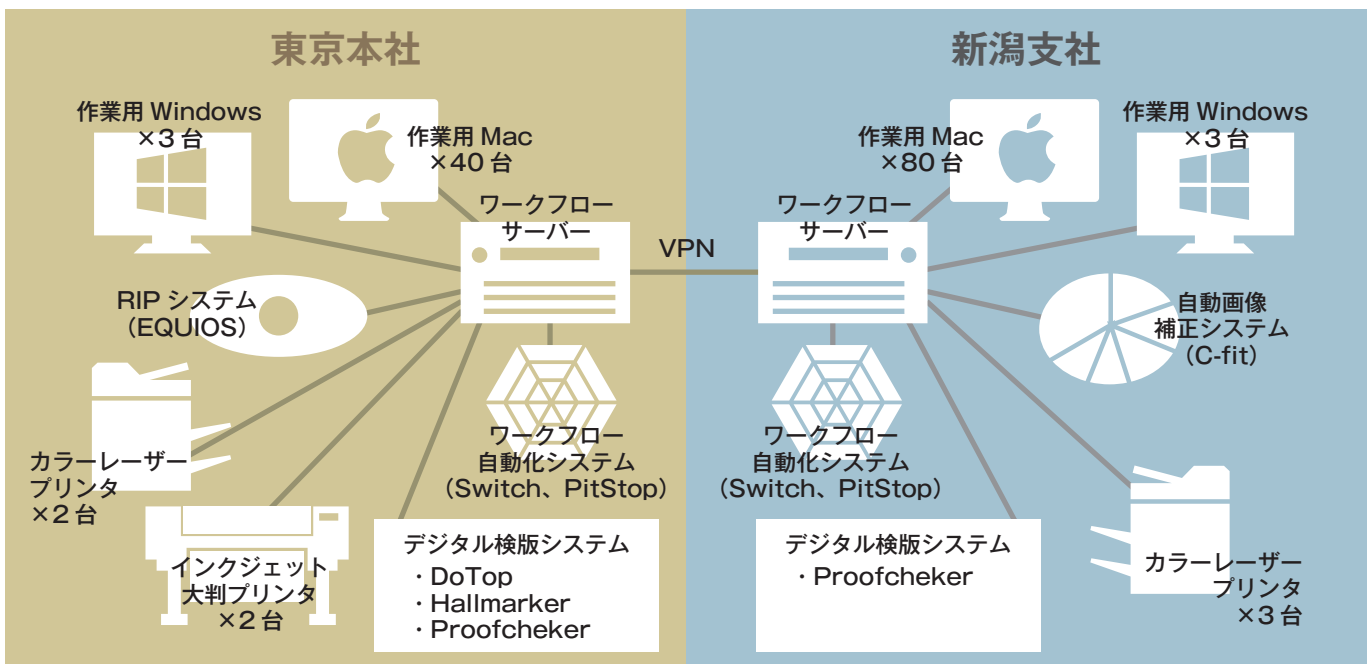 東京本社
作業用 Windows
×3 台
作業用 Mac
×40 台
ワークフロー
サーバー
RIP システム
（EQUIOS）
カラーレーザー
プリンタ
×2 台
インクジェット
大判プリンタ
×2 台
ワークフロー
自動化システム
（Switch、PitStop）
デジタル検版システム
・DoTop
・Hallmarker
・Proofcheker
VPN
新潟支社
作業用 Mac
×80 台
作業用 Windows
×3 台
ワークフロー
サーバー
自動画像
補正システム
（C-fit）
ワークフロー
自動化システム
（Switch、PitStop）
デジタル検版システム
・Proofcheker
カラーレーザー
プリンタ
×3 台